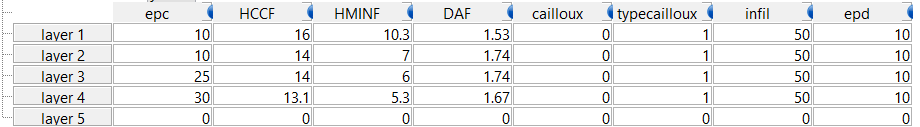 epc HCCF HMINF DAF cailloux typecailloux infil epd
layer 1 10 16 10.3 1.53 0 1 50 10
layer 2 10 14 7 1.74 0 1 50 10
layer 3 25 14 6 1.74 0 1 50 10
layer 4 30 13.1 5.3 1.67 0 1 50 10
layer 5 0 0 0 0 0 0 0 0